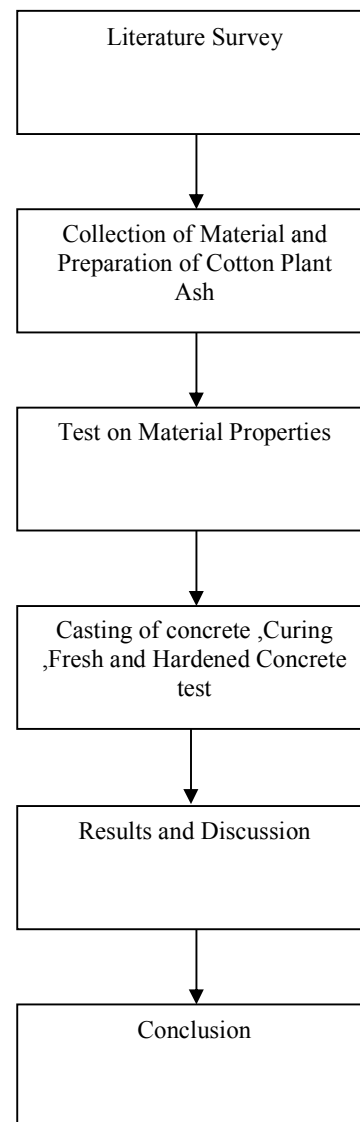 Literature Survey
Collection of Material and
Preparation of Cotton Plant
Ash
Test on Material Properties
Casting of concrete ,Curing
,Fresh and Hardened Concrete
test
Results and Discussion
Conclusion